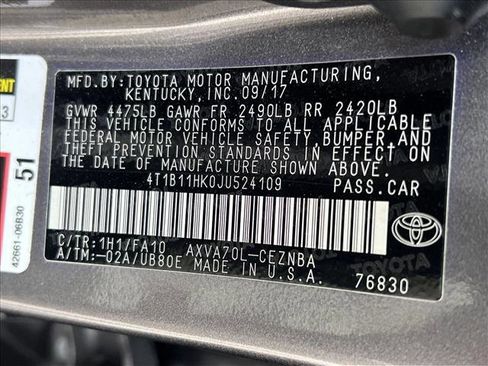 MFD.BY:TOYOTA MOTOR MANUFACTURING,
KENTUCKY, INC.09/17
GVWR 4475LB GAWR FR 2490LB RR 2420LB
THIS VEHICLE CONFORMS TO ALL APPLICABLE
FEDERAL MOTOR VEHICLE SAFETY,BUMPER,AND
THEFT PREVENTION STANDARDS IN EFFECT ON
THE DATE OF MANUFACTURE SHOWN ABOVE.
4T1B11HK0JU524109 PASS.CAR
C/TR:1H1/FA10 AXVA70L-CEZNBA
A/TM:-02A/UB80E MADE IN U.S.A.
TOYOTA
76830
51
42661-06B30